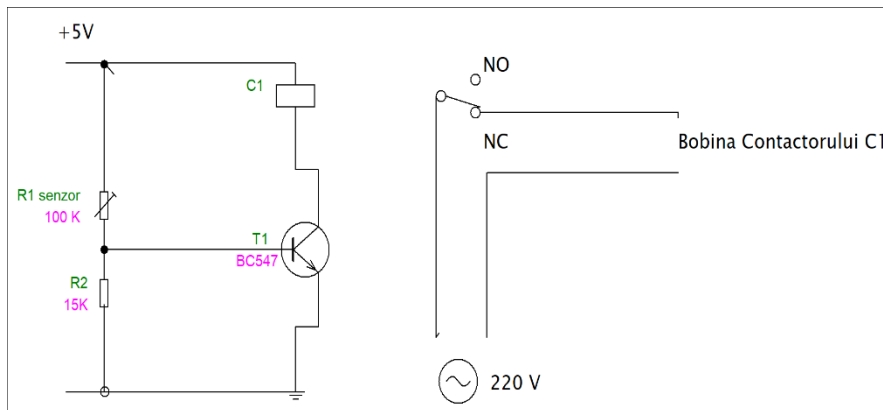 +5V
C1
R1 senzor
100 K
T1
BC547
R2
15K
NO
NC
Bobina Contactorului C1
220 V